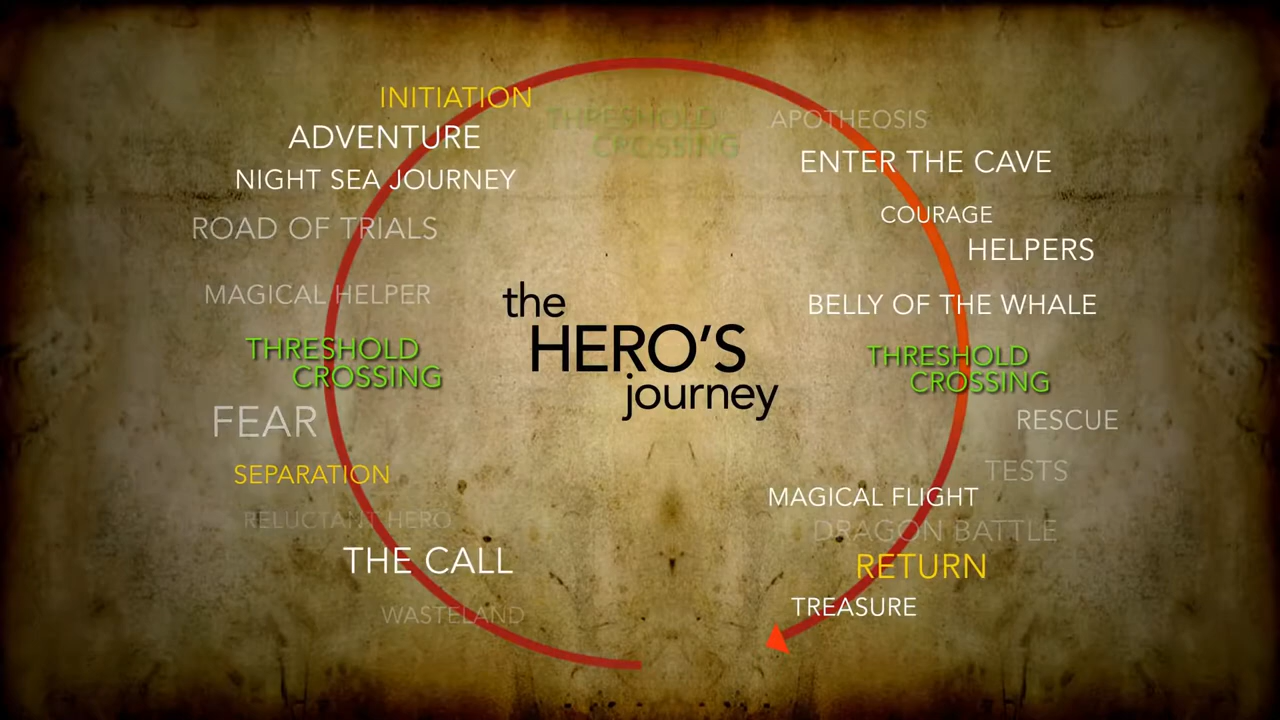 INITIATION
THRESHOLD
CROSSING
APOTHEOSIS
ADVENTURE
ENTER THE CAVE
NIGHT SEA JOURNEY
COURAGE
ROAD OF TRIALS
HELPERS
MAGICAL HELPER
BELLY OF THE WHALE
the
HERO'S
journey
THRESHOLD
CROSSING
THRESHOLD
CROSSING
FEAR
RESCUE
SEPARATION
TESTS
MAGICAL FLIGHT
RELUCTANT HERO
DRAGON BATTLE
THE CALL
RETURN
WASTELAND
TREASURE